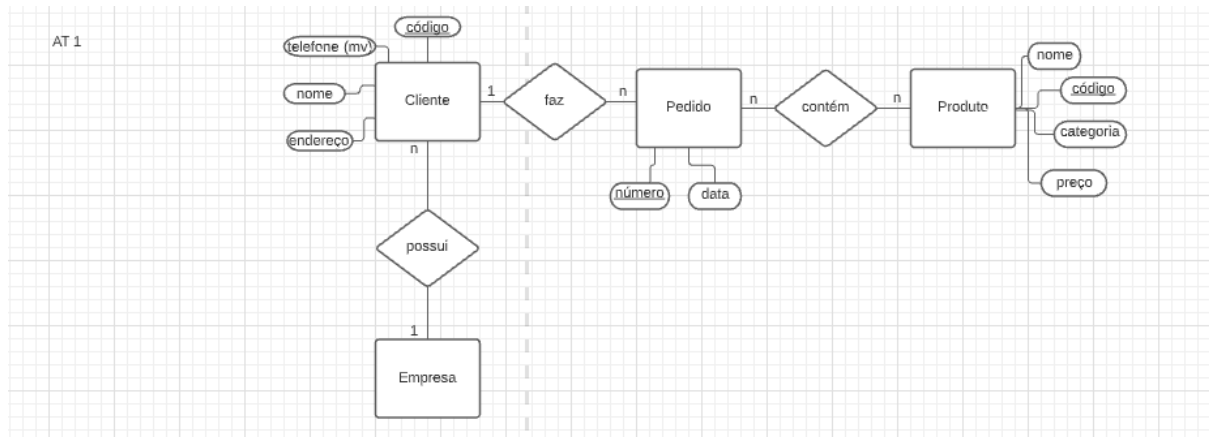 AT 1
código
telefone (mv)
nome
endereço
Cliente
1
faz
n
Pedido
n
contém
n
Produto
nome
código
categoria
preço
número
data
n
possui
1
Empresa